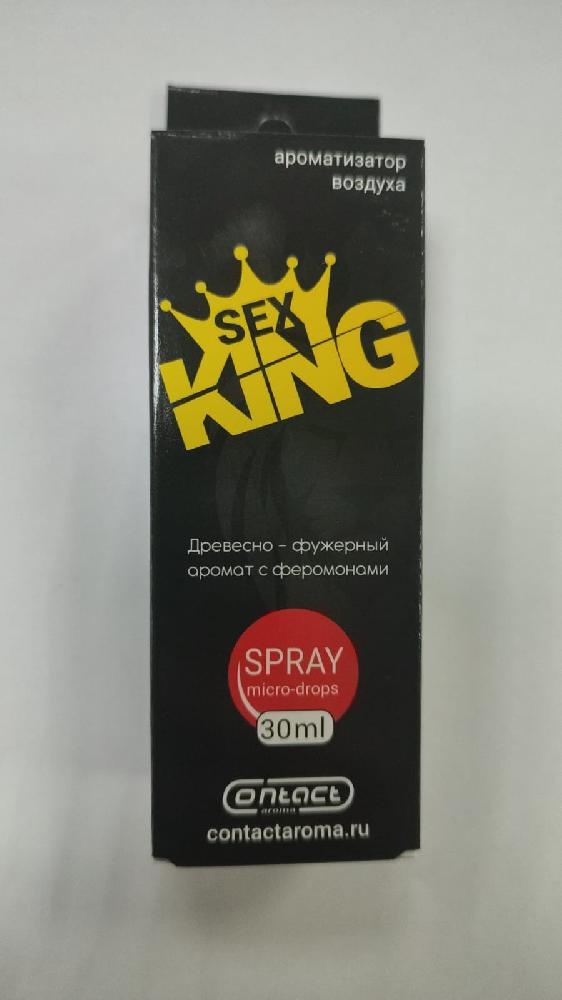 ароматизатор
воздуха
SEX
KING
Древесно - фужерный
аромат с феромонами
SPRAY
micro-drops
30ml
Contact
aroma
contactaroma.ru